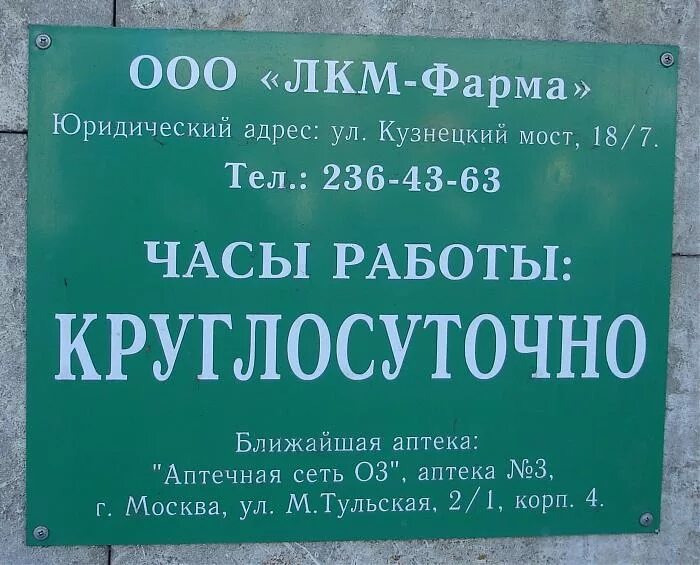 ООО «ЛКМ-Фарма»
Юридический адрес: ул. Кузнецкий мост, 18/7.
Тел.: 236-43-63
ЧАСЫ РАБОТЫ:
КРУГЛОСУТОЧНО
Ближайшая аптека:
"Аптечная сеть ОЗ", аптека №3,
г. Москва, ул. М.Тульская, 2/1, корп. 4.